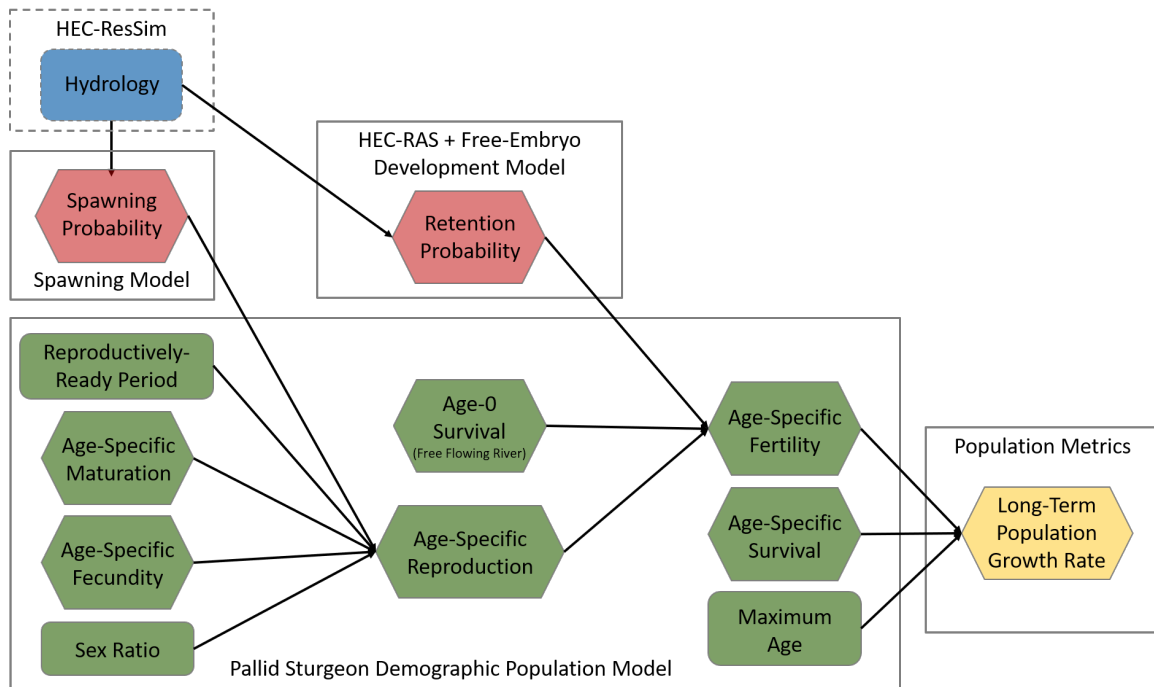 HEC-ResSim
Hydrology
Spawning
Probability
Spawning Model
HEC-RAS + Free-Embryo
Development Model
Retention
Probability
Reproductively-
Ready Period
Age-Specific
Maturation
Age-Specific
Fecundity
Sex Ratio
Age-0
Survival
(Free Flowing River)
Age-Specific
Reproduction
Age-Specific
Fertility
Age-Specific
Survival
Maximum
Age
Pallid Sturgeon Demographic Population Model
Population Metrics
Long-Term
Population
Growth Rate